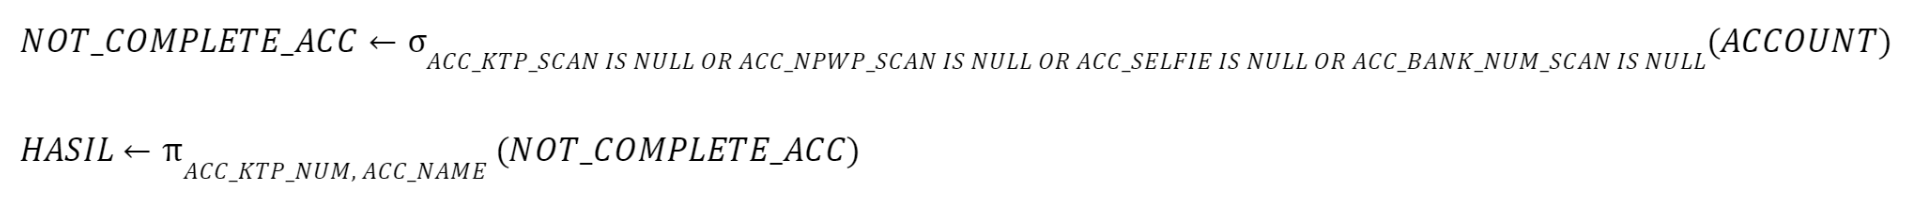 NOT_COMPLETE_ACC ← σ ACC_KTP_SCAN IS NULL OR ACC_NPWP_SCAN IS NULL OR ACC_SELFIE IS NULL OR ACC_BANK_NUM_SCAN IS NULL (ACCOUNT)
HASIL ← π ACC_KTP_NUM, ACC_NAME (NOT_COMPLETE_ACC)